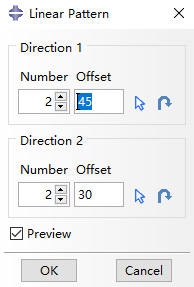 Linear Pattern
Direction 1
Number Offset
2 45
Direction 2
Number Offset
2 30
Preview
OK Cancel